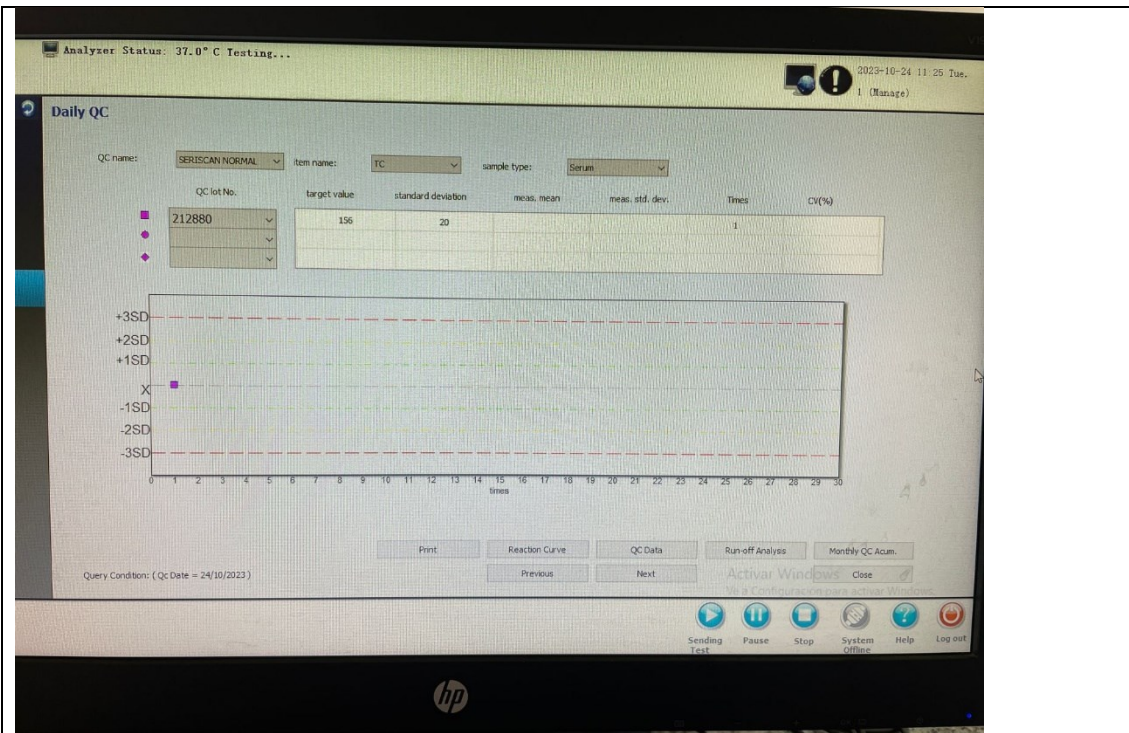 Analyzer Status: 37.0° C Testing...
2023-10-24 11 25 Tue.
1 (Manage)
Daily QC
QC name: SERISCAN NORMAL item name: TC sample type: Serum
QC lot No. target value standard deviation meas. mean meas. std. dev. Times CV(%)
212880 156 20 1
+3SD
+2SD
+1SD
X
-1SD
-2SD
-3SD
0 1 2 3 4 5 6 7 8 9 10 11 12 13 14 15 16 17 18 19 20 21 22 23 24 25 26 27 28 29 30
times
Print Reaction Curve QC Data Run-off Analysis Monthly QC Acum.
Query Condition: ( Qc Date = 24/10/2023 ) Previous Next Close
Activar Windows
Ve a Configuración para activar Windows.
Sending Test Pause Stop System Offline Help Log out
hp